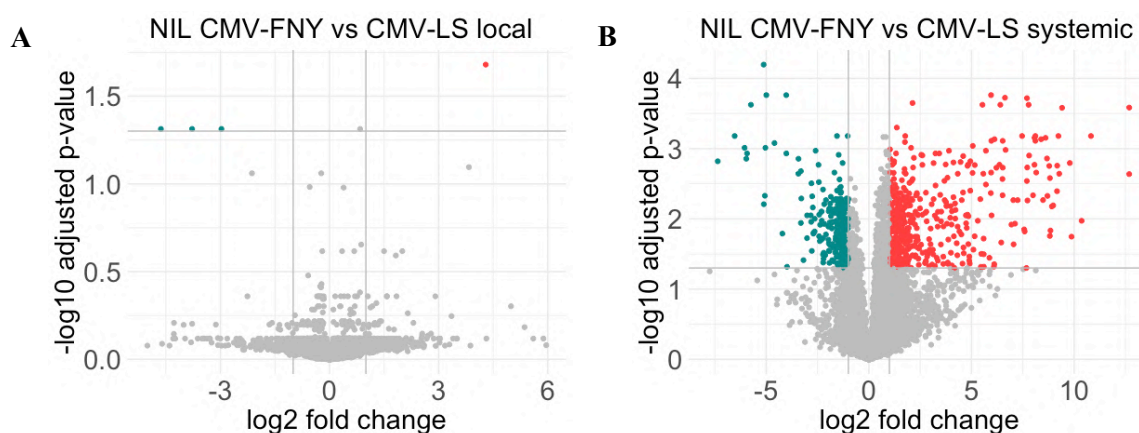 A
NIL CMV-FNY vs CMV-LS local
-log10 adjusted p-value
1.5
1.0
0.5
0.0
-3
0
3
6
log2 fold change
B
NIL CMV-FNY vs CMV-LS systemic
-log10 adjusted p-value
4
3
2
1
0
-5
0
5
10
log2 fold change